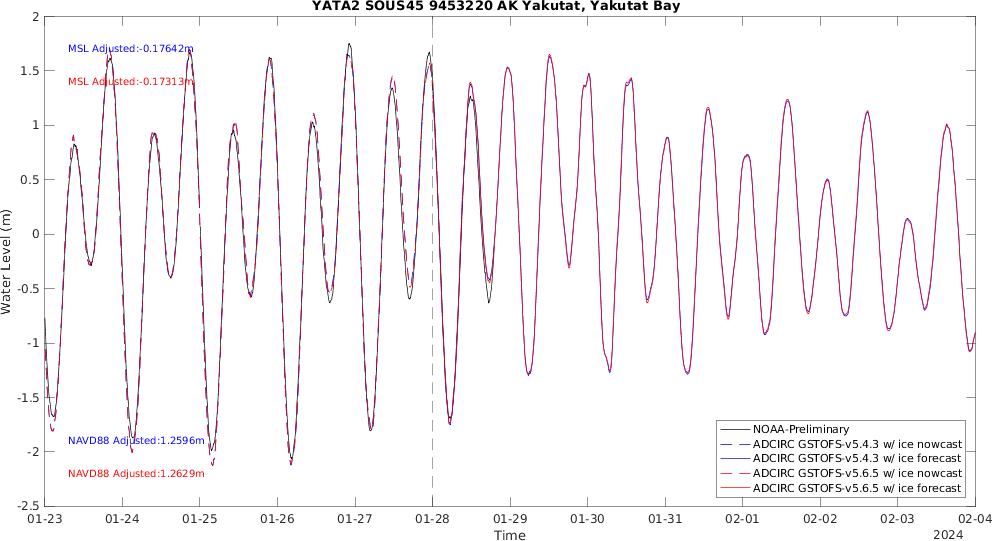 YATA2 SOUS45 9453220 AK Yakutat, Yakutat Bay
Water Level (m)
2
1.5
1
0.5
0
-0.5
-1
-1.5
-2
-2.5
MSL Adjusted:-0.17642m
MSL Adjusted:-0.17313m
NAVD88 Adjusted:1.2596m
NAVD88 Adjusted:1.2629m
NOAA-Preliminary
ADCIRC GSTOFS-v5.4.3 w/ ice nowcast
ADCIRC GSTOFS-v5.4.3 w/ ice forecast
ADCIRC GSTOFS-v5.6.5 w/ ice nowcast
ADCIRC GSTOFS-v5.6.5 w/ ice forecast
01-23 01-24 01-25 01-26 01-27 01-28 01-29 01-30 01-31 02-01 02-02 02-03 02-04
Time
2024